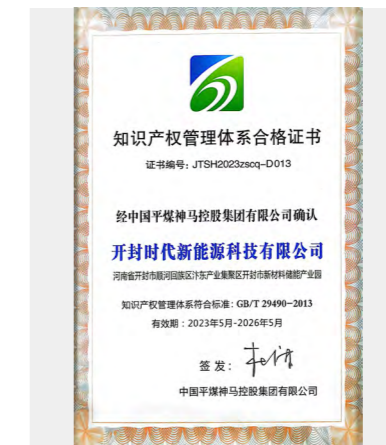 知识产权管理体系合格证书
证书编号：JTSH2023zscq-D013
经中国平煤神马控股集团有限公司确认
开封时代新能源科技有限公司
河南省开封市顺河回族区汴东产业集聚区开封市新材料储能产业园
知识产权管理体系符合标准：GB/T 29490-2013
有效期：2023年5月-2026年5月
签发：
中国平煤神马控股集团有限公司